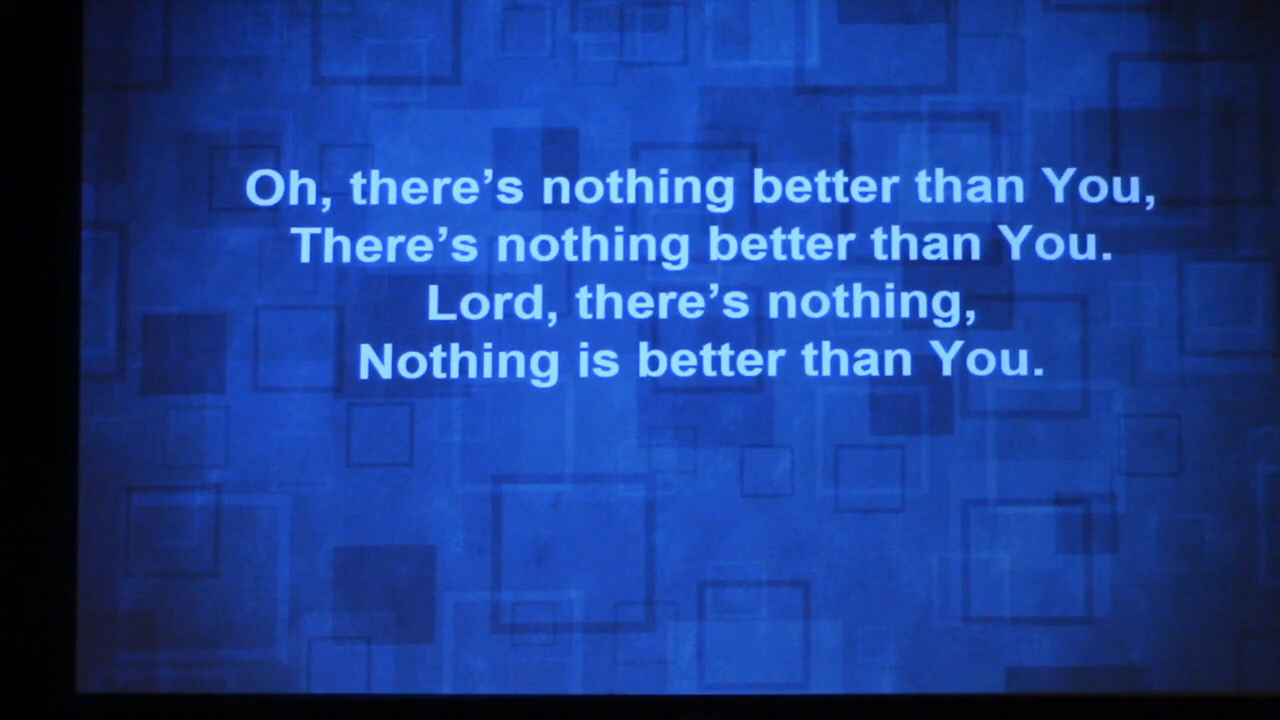 Oh, there’s nothing better than You,
There’s nothing better than You.
Lord, there’s nothing,
Nothing is better than You.